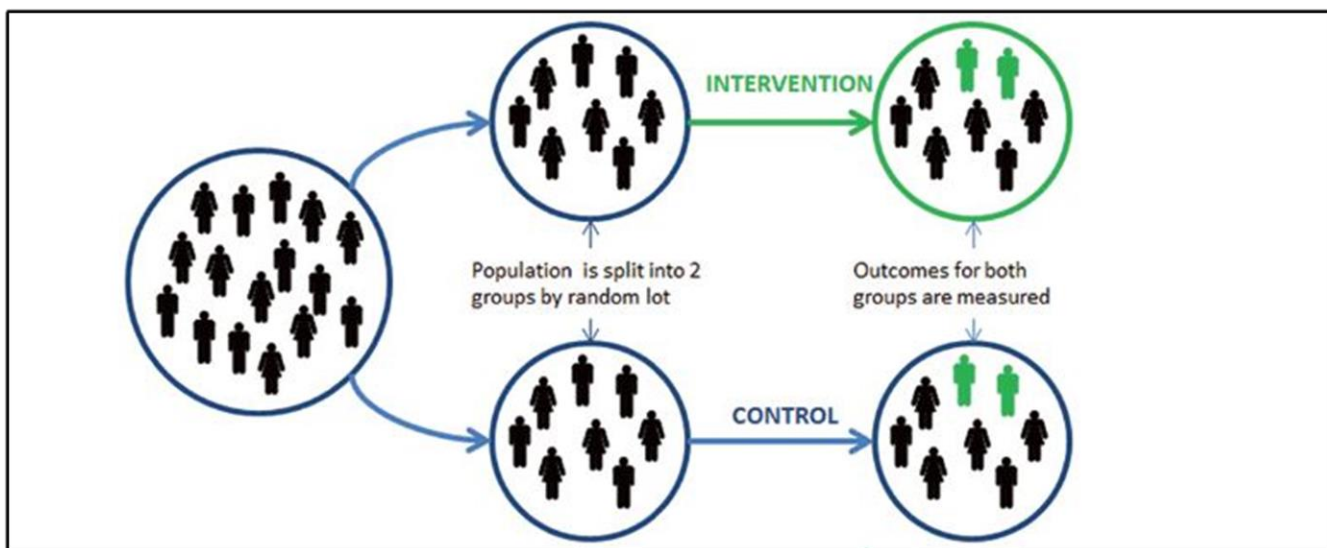 INTERVENTION
Population is split into 2
groups by random lot
Outcomes for both
groups are measured
CONTROL